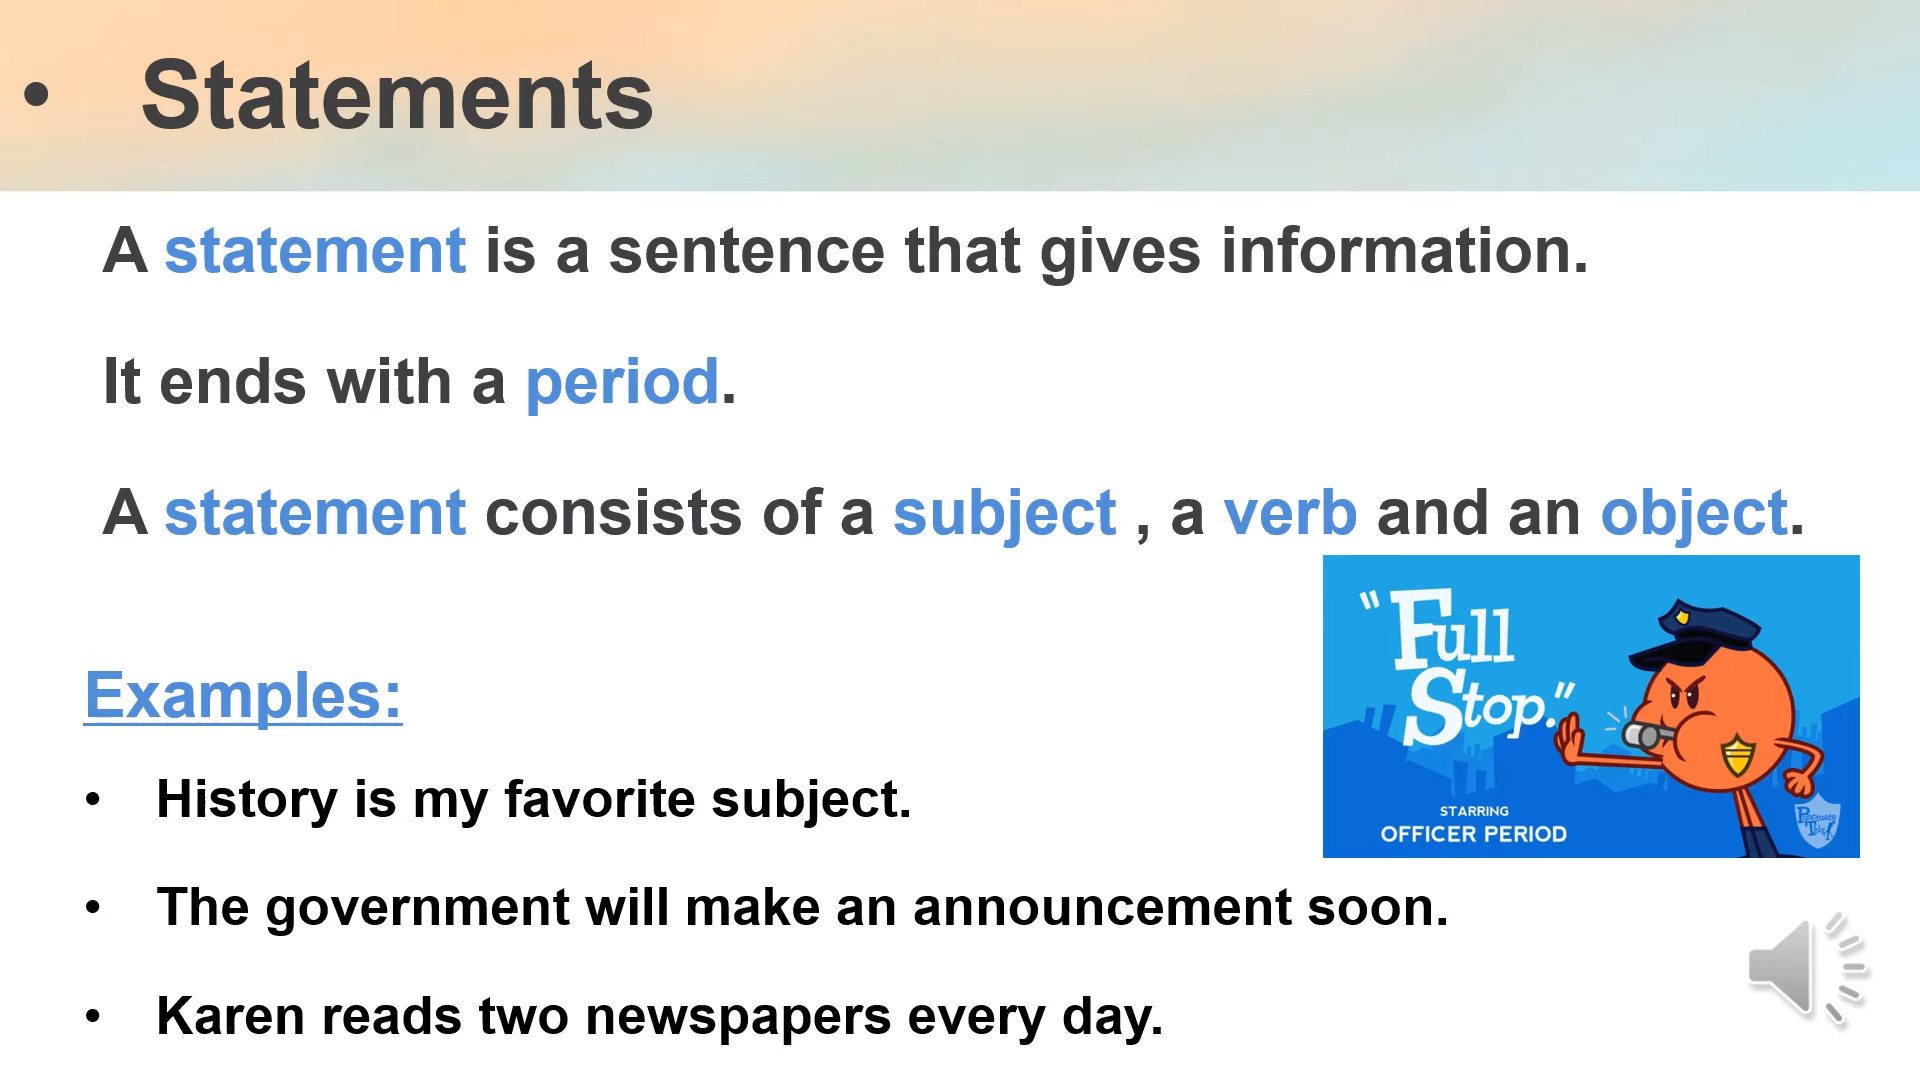 • Statements
A statement is a sentence that gives information.
It ends with a period.
A statement consists of a subject , a verb and an object.
"Full
Stop."
STARRING
OFFICER PERIOD
Punctuate
This!
Examples:
• History is my favorite subject.
• The government will make an announcement soon.
• Karen reads two newspapers every day.